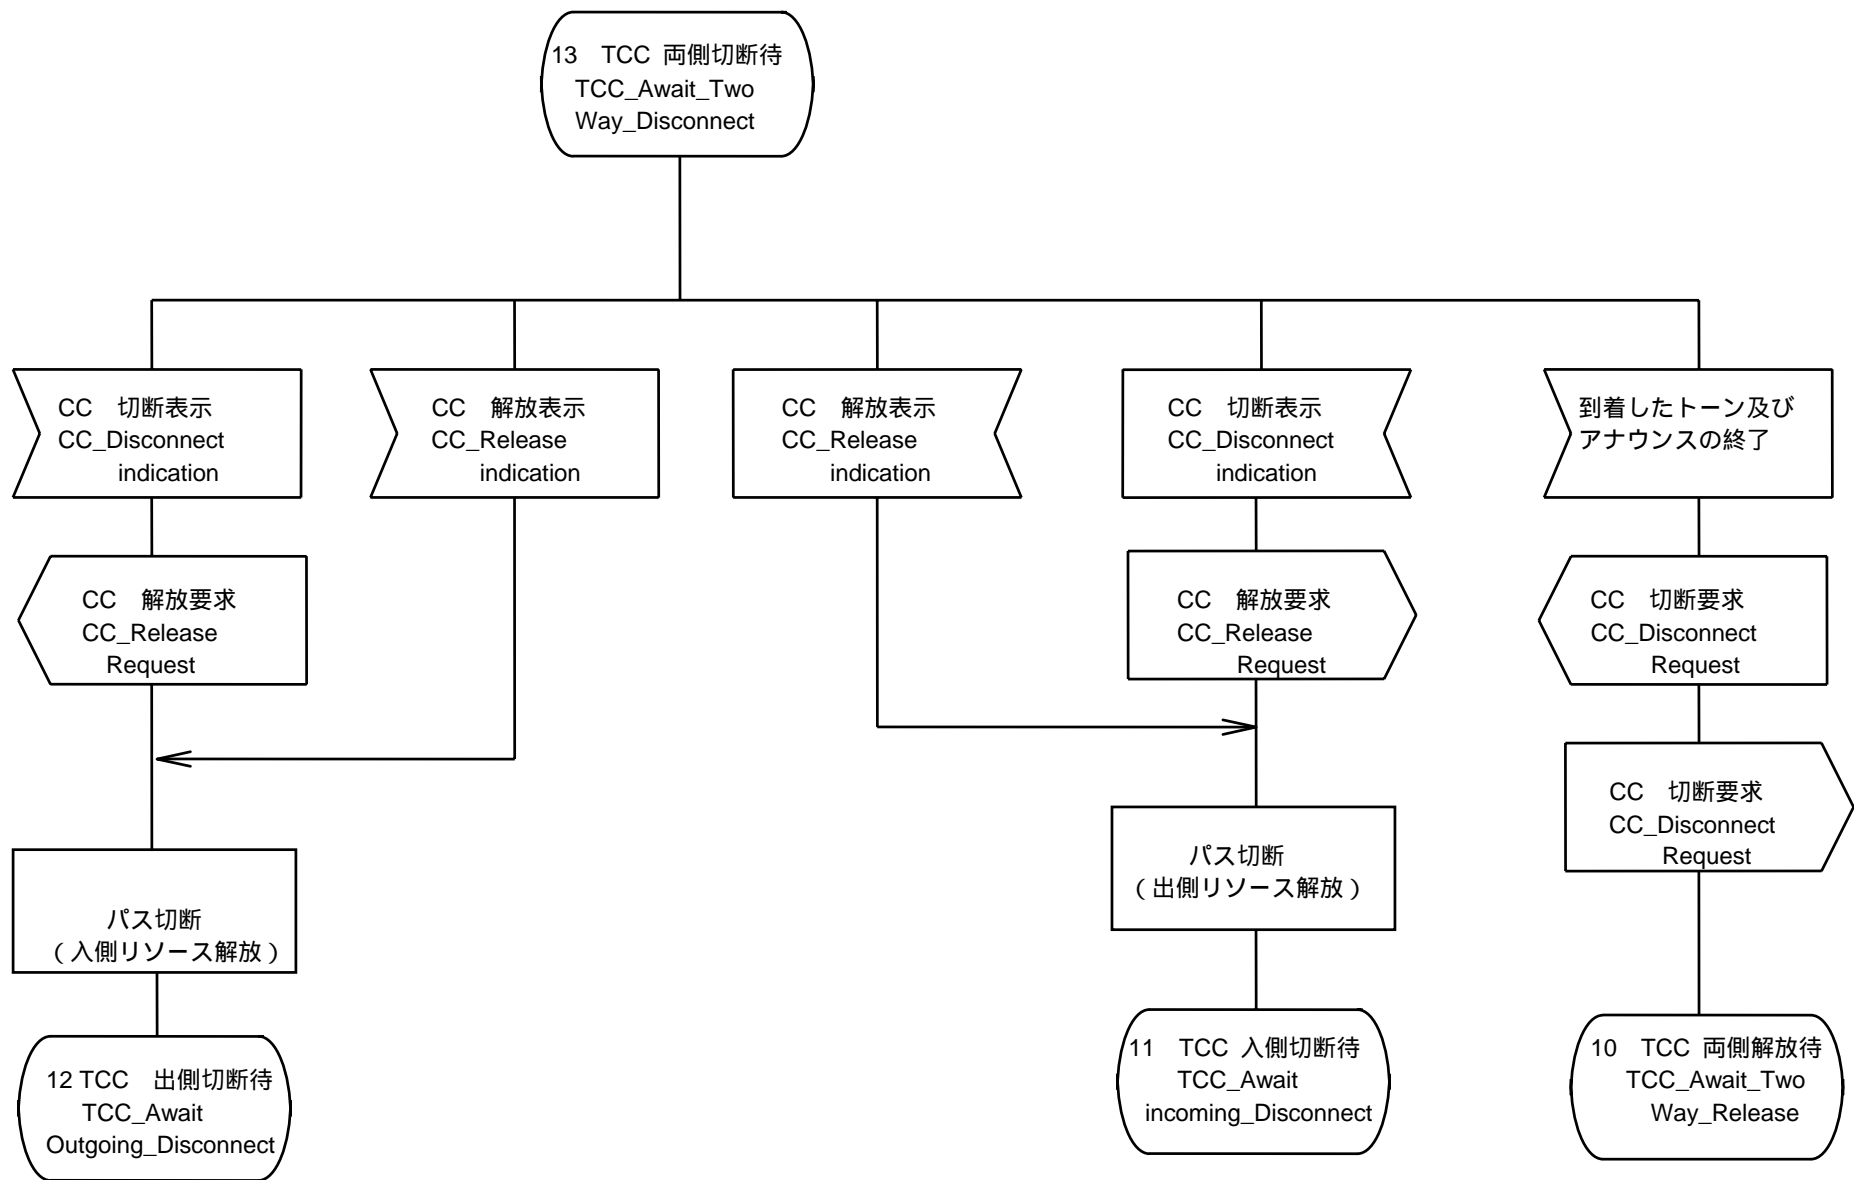 13　TCC 両側切断待
TCC_Await_Two
Way_Disconnect
CC　切断表示
CC_Disconnect
indication
CC　解放表示
CC_Release
indication
CC　解放表示
CC_Release
indication
CC　切断表示
CC_Disconnect
indication
到着したトーン及び
アナウンスの終了
CC　解放要求
CC_Release
Request
CC　解放要求
CC_Release
Request
CC　切断要求
CC_Disconnect
Request
CC　切断要求
CC_Disconnect
Request
パス切断
（入側リソース解放）
パス切断
（出側リソース解放）
12 TCC　出側切断待
TCC_Await
Outgoing_Disconnect
11　TCC 入側切断待
TCC_Await
incoming_Disconnect
10　TCC 両側解放待
TCC_Await_Two
Way_Release